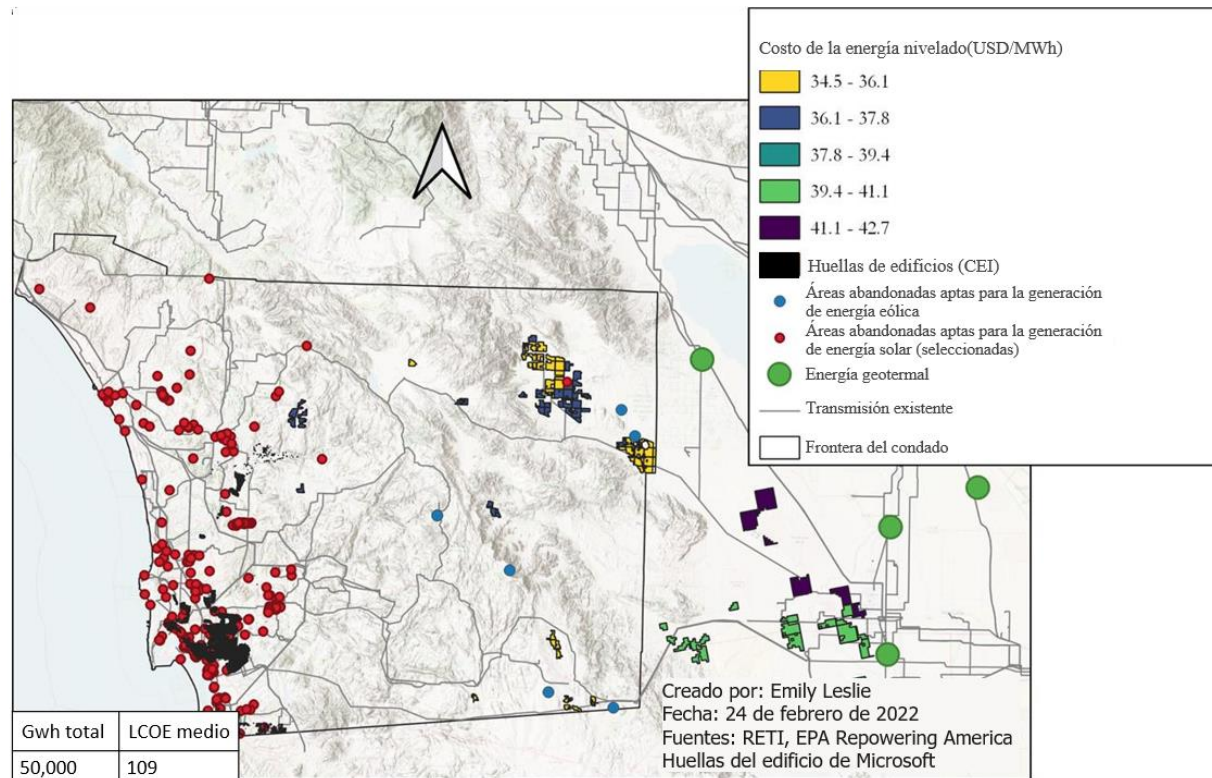 Costo de la energía nivelado(USD/MWh)
34.5 - 36.1
36.1 - 37.8
37.8 - 39.4
39.4 - 41.1
41.1 - 42.7
Huellas de edificios (CEI)
Áreas abandonadas aptas para la generación
de energía eólica
Áreas abandonadas aptas para la generación
de energía solar (seleccionadas)
Energía geotermal
Transmisión existente
Frontera del condado
Creado por: Emily Leslie
Fecha: 24 de febrero de 2022
Fuentes: RETI, EPA Repowering America
Huellas del edificio de Microsoft
Gwh total LCOE medio
50,000 109